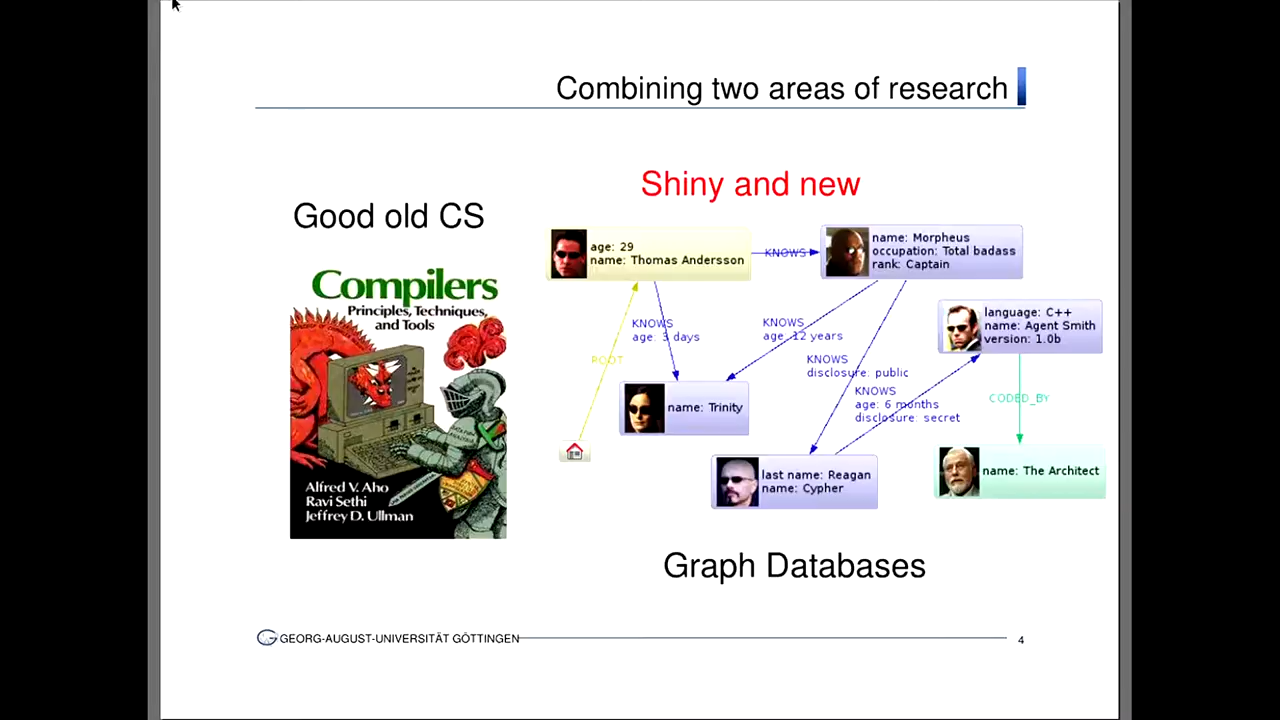 Combining two areas of research
Shiny and new
Good old CS
Compilers
Principles, Techniques,
and Tools
Alfred V. Aho
Ravi Sethi
Jeffrey D. Ullman
age: 29
name: Thomas Andersson
KNOWS
name: Morpheus
occupation: Total badass
rank: Captain
language: C++
name: Agent Smith
version: 1.0b
KNOWS
age: 3 days
KNOWS
age: 12 years
ROOT
KNOWS
disclosure: public
KNOWS
age: 6 months
disclosure: secret
CODED_BY
name: Trinity
last name: Reagan
name: Cypher
name: The Architect
Graph Databases
GEORG-AUGUST-UNIVERSITÄT GÖTTINGEN
4